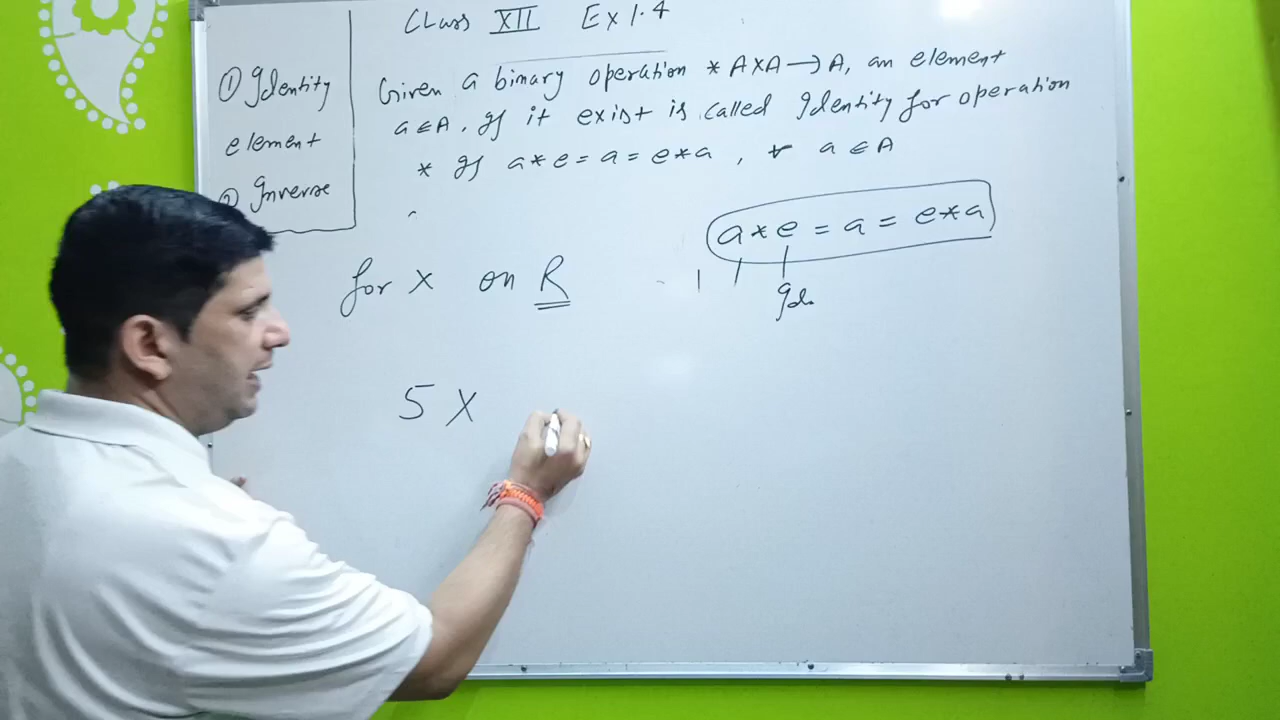 Class XII Ex 1.4
① Identity
element
② Inverse
Given a binary operation * A×A→A, an element
a∈A, If it exist is called Identity for operation
* If a*e=a=e*a, ∀ a∈A
a*e=a=e*a
Ide
for × on R
5 ×